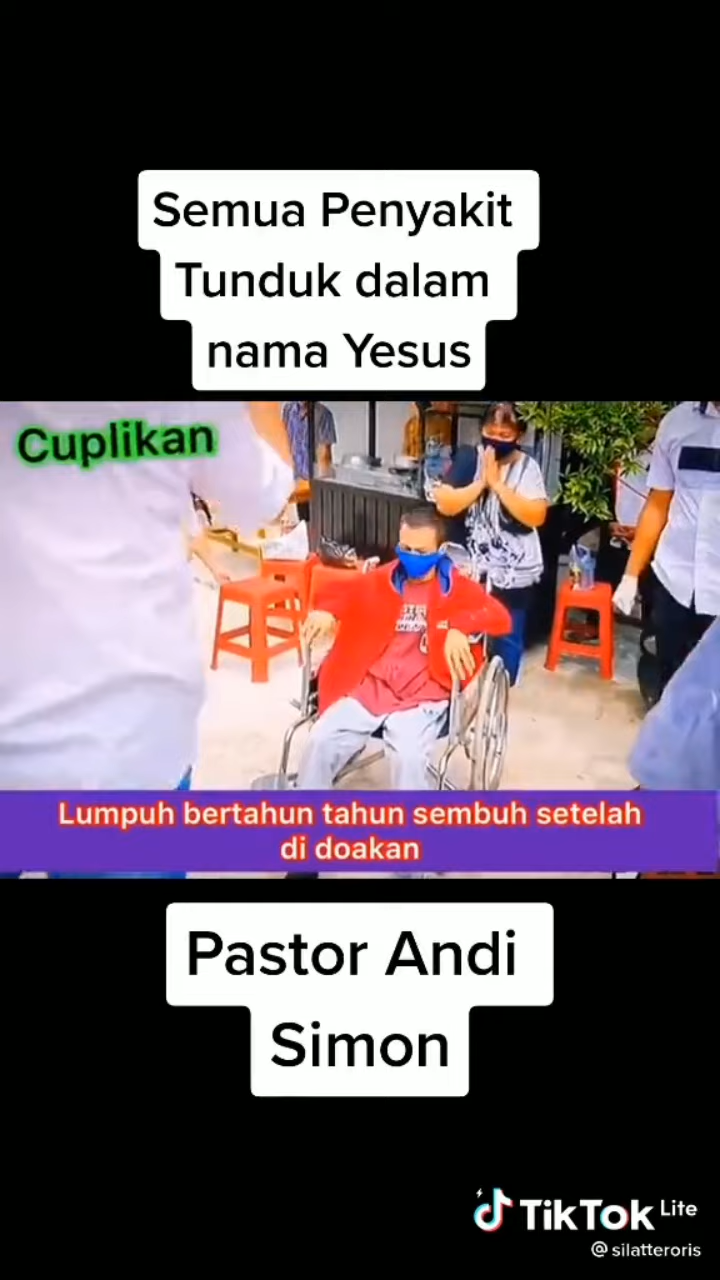 Semua Penyakit
Tunduk dalam
nama Yesus
Cuplikan
Lumpuh bertahun tahun sembuh setelah
di doakan
Pastor Andi
Simon
TikTok Lite
@silatteroris